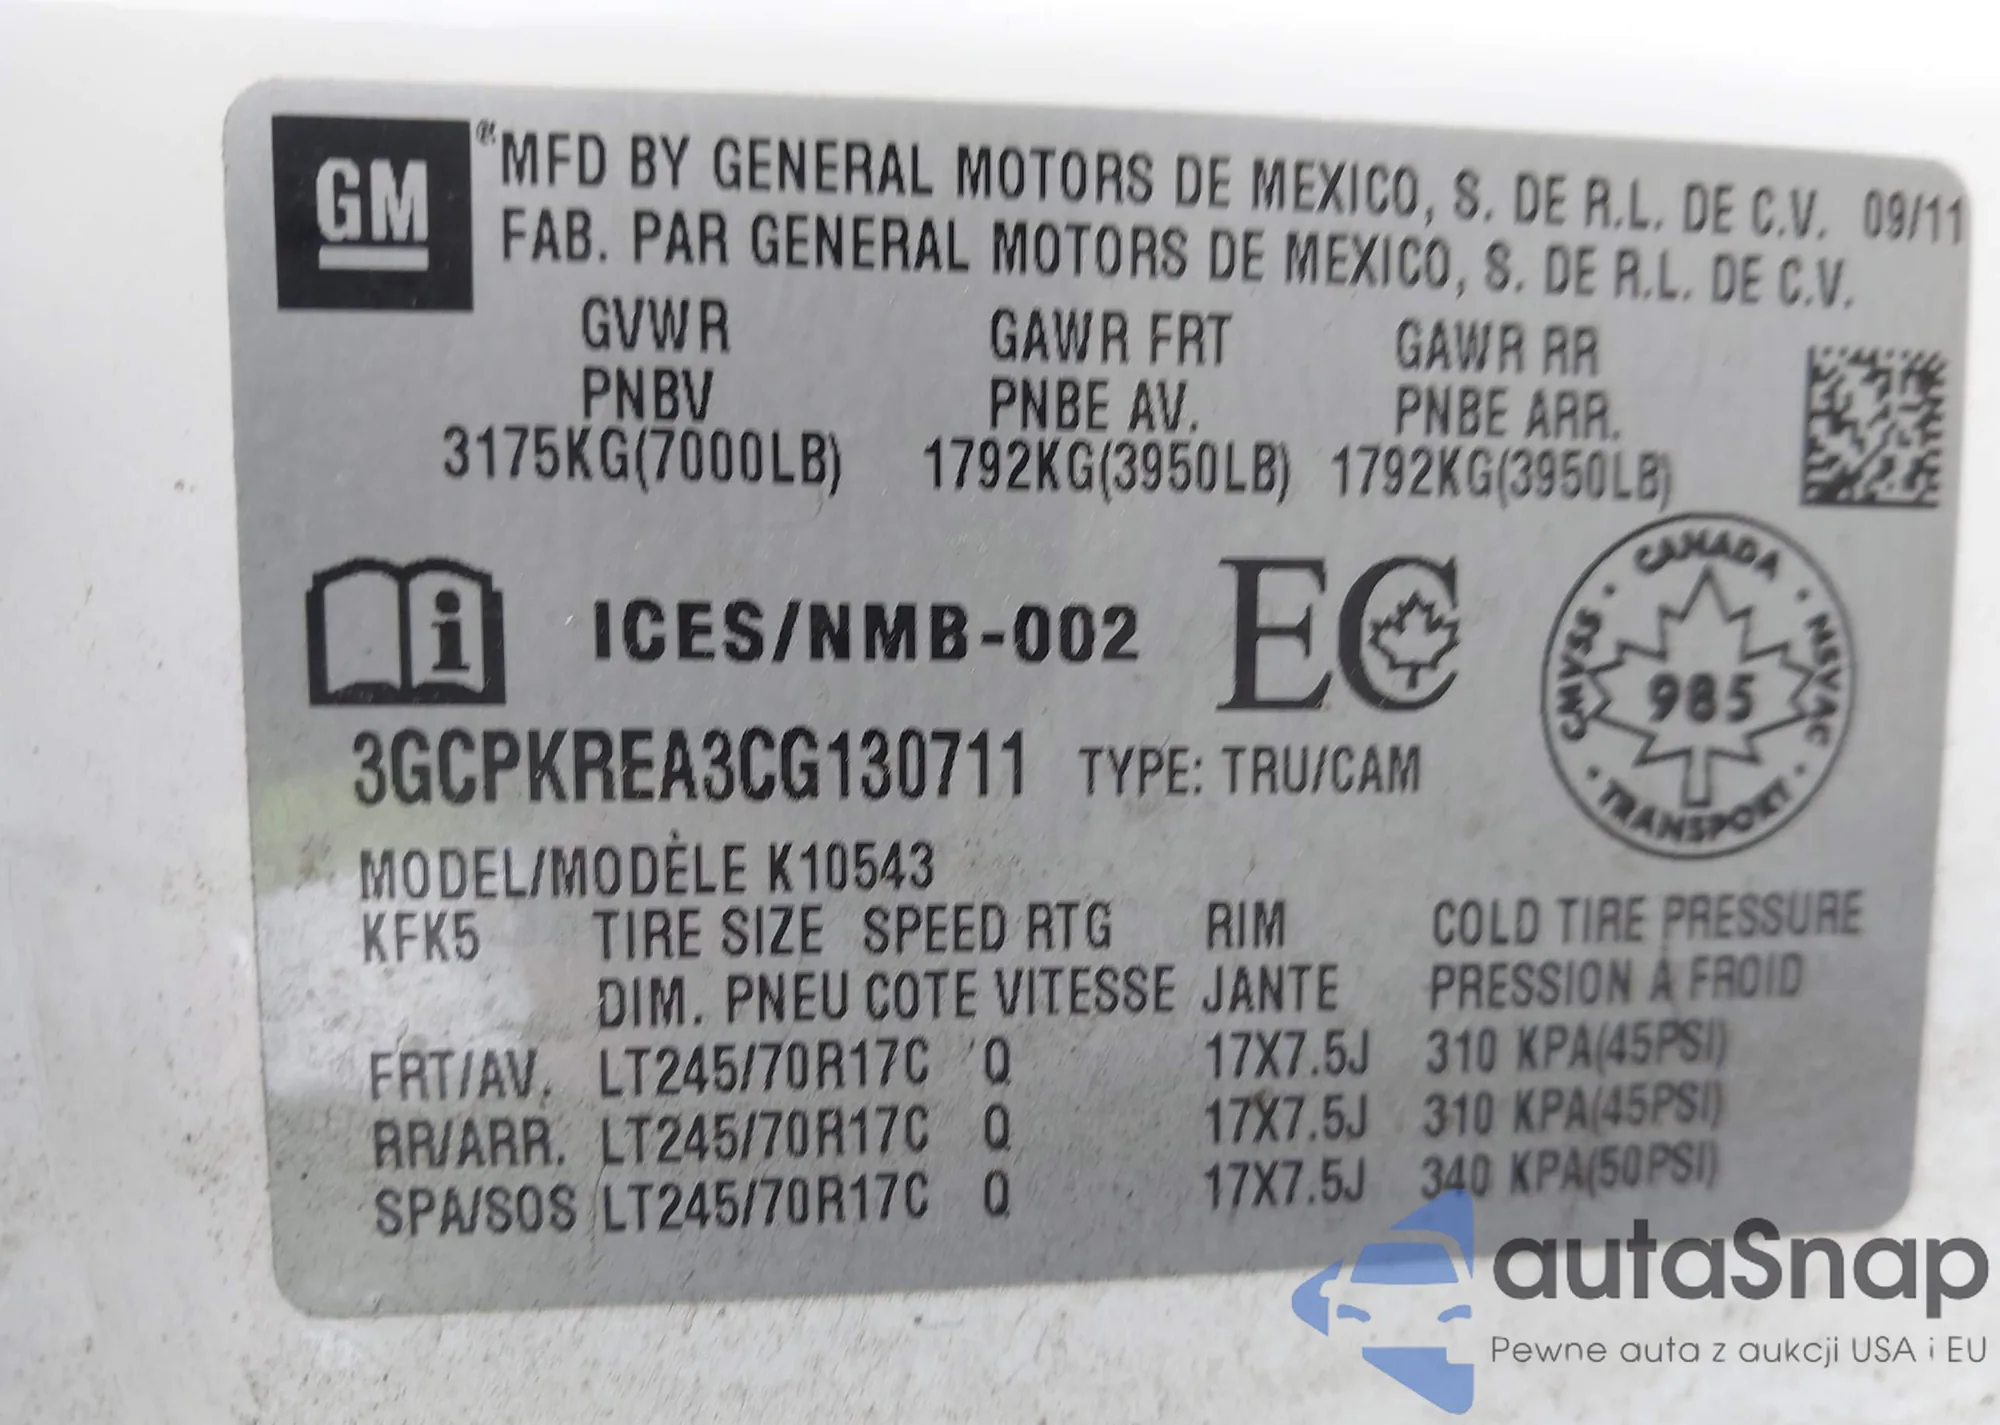 GM ® MFD BY GENERAL MOTORS DE MEXICO, S. DE R.L. DE C.V. 09/11
FAB. PAR GENERAL MOTORS DE MEXICO, S. DE R.L. DE C.V.
GVWR GAWR FRT GAWR RR
PNBV PNBE AV. PNBE ARR.
3175KG(7000LB) 1792KG(3950LB) 1792KG(3950LB)
i ICES/NMB-002 EC
CANADA · NSVAC · TRANSPORT · CMVSS ·
985
3GCPKREA3CG130711 TYPE: TRU/CAM
MODEL/MODÈLE K10543
KFK5 TIRE SIZE SPEED RTG RIM COLD TIRE PRESSURE
DIM. PNEU COTE VITESSE JANTE PRESSION A FROID
FRT/AV. LT245/70R17C Q 17X7.5J 310 KPA(45PSI)
RR/ARR. LT245/70R17C Q 17X7.5J 310 KPA(45PSI)
SPA/SOS LT245/70R17C Q 17X7.5J 340 KPA(50PSI)
autaSnap
Pewne auta z aukcji USA i EU